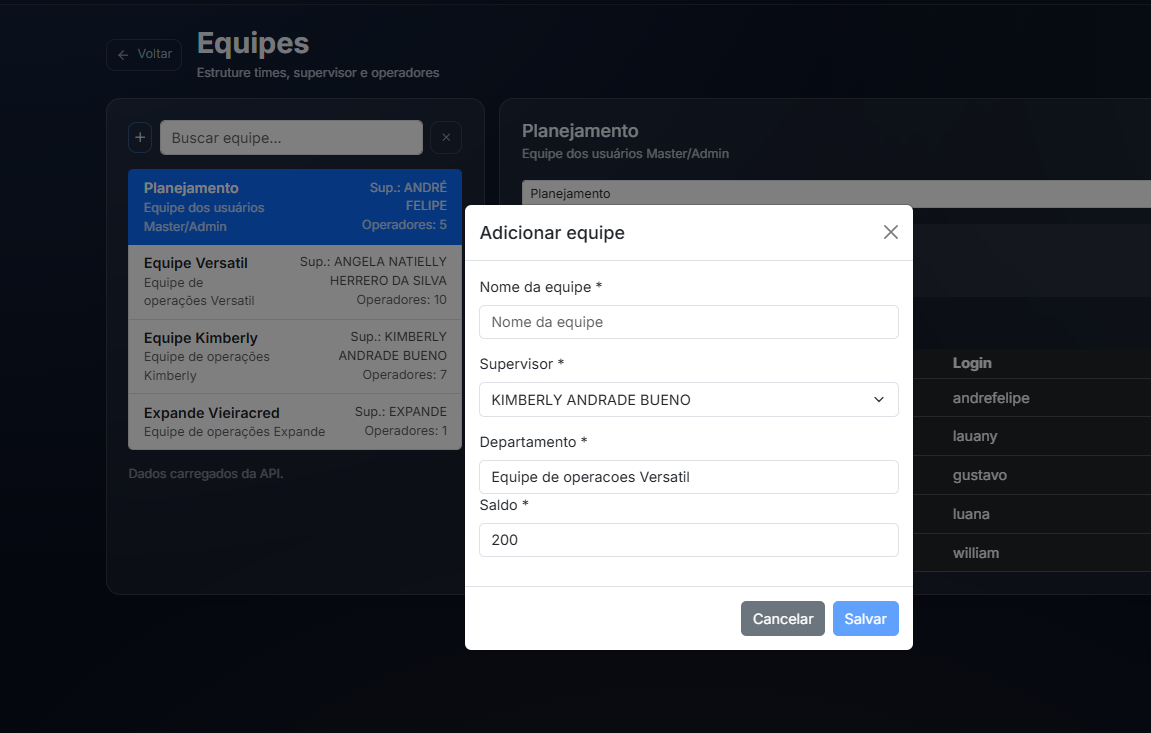 Voltar
Equipes
Estruture times, supervisor e operadores
+
Buscar equipe...
×
Planejamento
Equipe dos usuários
Master/Admin
Sup.: ANDRÉ
FELIPE
Operadores: 5
Equipe Versatil
Equipe de
operações Versatil
Sup.: ANGELA NATIELLY
HERRERO DA SILVA
Operadores: 10
Equipe Kimberly
Equipe de operações
Kimberly
Sup.: KIMBERLY
ANDRADE BUENO
Operadores: 7
Expande Vieiracred
Equipe de operações Expande
Sup.: EXPANDE
Operadores: 1
Dados carregados da API.
Planejamento
Equipe dos usuários Master/Admin
Planejamento
Adicionar equipe
Nome da equipe *
Nome da equipe
Supervisor *
KIMBERLY ANDRADE BUENO
Departamento *
Equipe de operacoes Versatil
Saldo *
200
Cancelar
Salvar
Login
andrefelipe
lauany
gustavo
luana
william